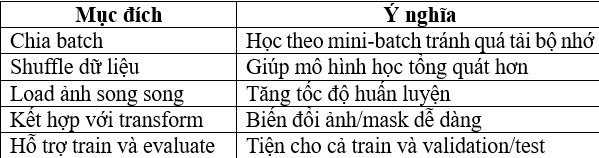 Mục đích Ý nghĩa
Chia batch Học theo mini-batch tránh quá tải bộ nhớ
Shuffle dữ liệu Giúp mô hình học tổng quát hơn
Load ảnh song song Tăng tốc độ huấn luyện
Kết hợp với transform Biến đổi ảnh/mask dễ dàng
Hỗ trợ train và evaluate Tiện cho cả train và validation/test